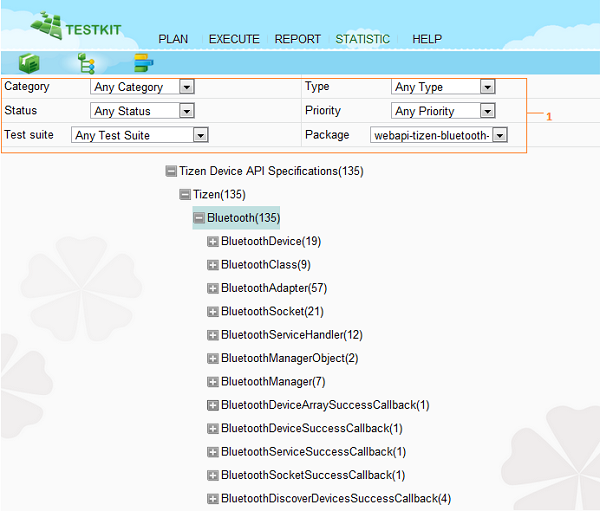 TESTKIT
PLAN EXECUTE REPORT STATISTIC HELP
Category Any Category Type Any Type
Status Any Status Priority Any Priority
1
Test suite Any Test Suite Package webapi-tizen-bluetooth-
Tizen Device API Specifications(135)
Tizen(135)
Bluetooth(135)
BluetoothDevice(19)
BluetoothClass(9)
BluetoothAdapter(57)
BluetoothSocket(21)
BluetoothServiceHandler(12)
BluetoothManagerObject(2)
BluetoothManager(7)
BluetoothDeviceArraySuccessCallback(1)
BluetoothDeviceSuccessCallback(1)
BluetoothServiceSuccessCallback(1)
BluetoothSocketSuccessCallback(1)
BluetoothDiscoverDevicesSuccessCallback(4)